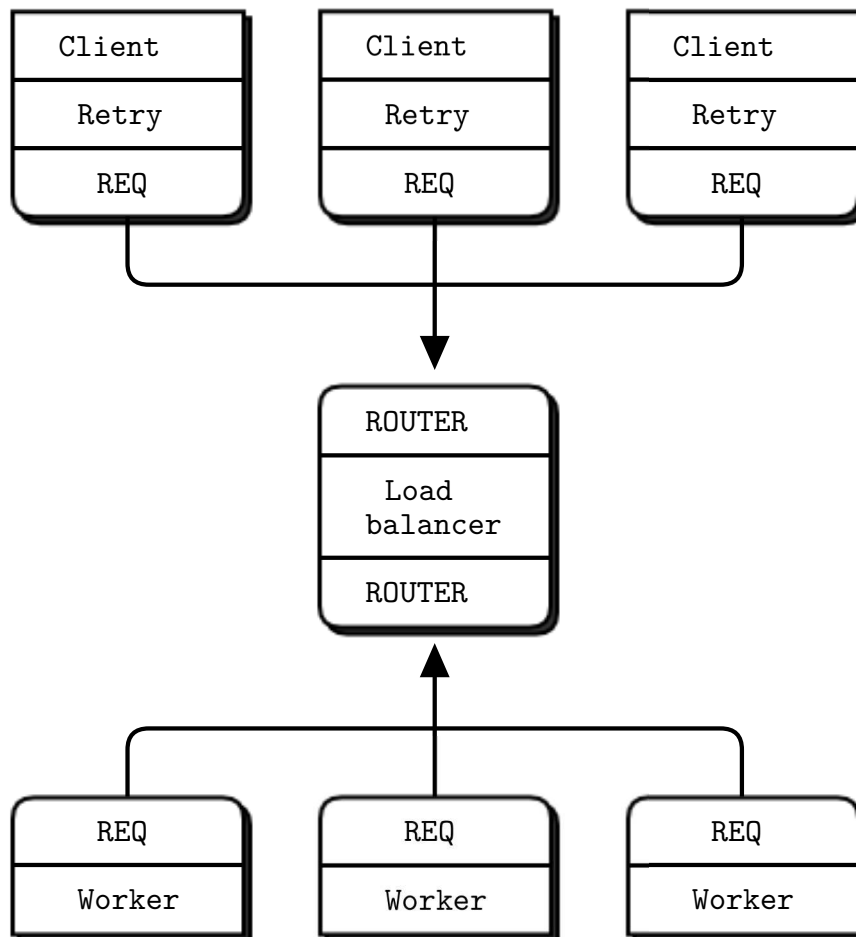 Client
Client
Client
Retry
Retry
Retry
REQ
REQ
REQ
ROUTER
Load
balancer
ROUTER
REQ
REQ
REQ
Worker
Worker
Worker